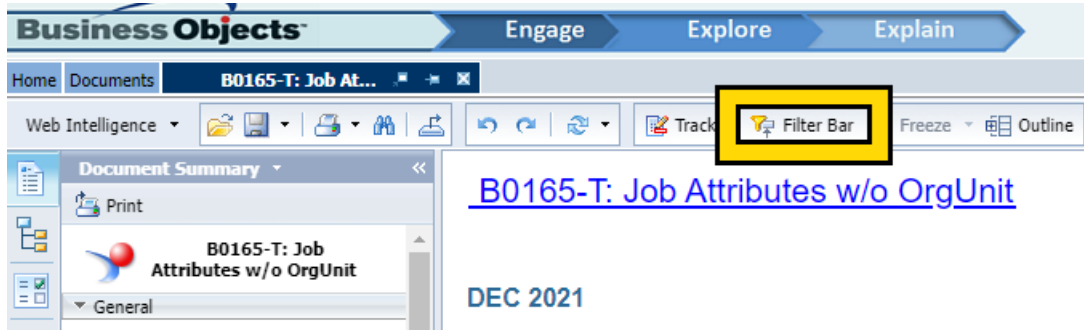 Business Objects Engage Explore Explain
Home Documents B0165-T: Job At...
Web Intelligence Track Filter Bar Freeze Outline
Document Summary
Print
B0165-T: Job Attributes w/o OrgUnit
B0165-T: Job
Attributes w/o OrgUnit
General
DEC 2021